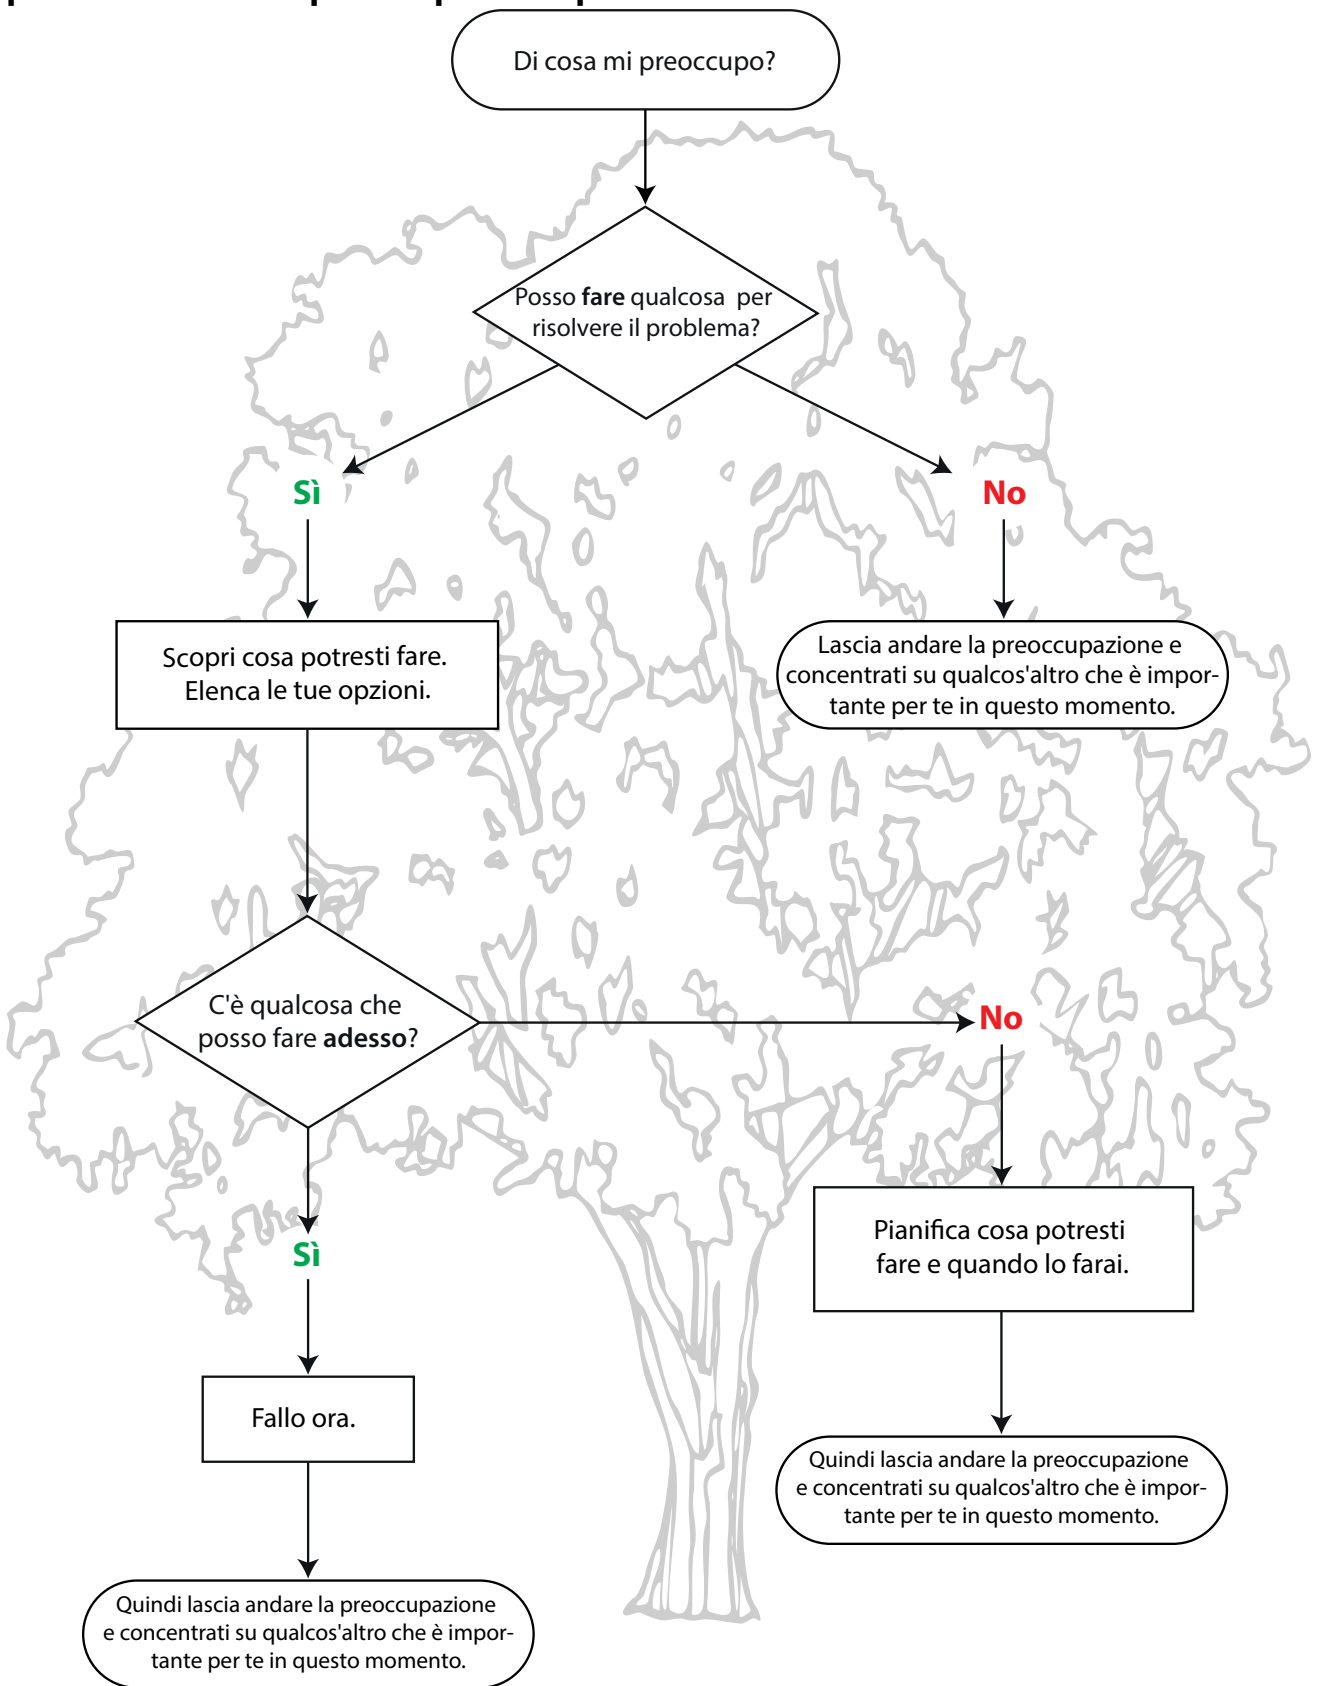 Di cosa mi preoccupo?
Posso fare qualcosa per
risolvere il problema?
Sì
No
Scopri cosa potresti fare.
Elenca le tue opzioni.
Lascia andare la preoccupazione e
concentrati su qualcos'altro che è impor-
tante per te in questo momento.
C'è qualcosa che
posso fare adesso?
No
Sì
Pianifica cosa potresti
fare e quando lo farai.
Fallo ora.
Quindi lascia andare la preoccupazione
e concentrati su qualcos'altro che è impor-
tante per te in questo momento.
Quindi lascia andare la preoccupazione
e concentrati su qualcos'altro che è impor-
tante per te in questo momento.